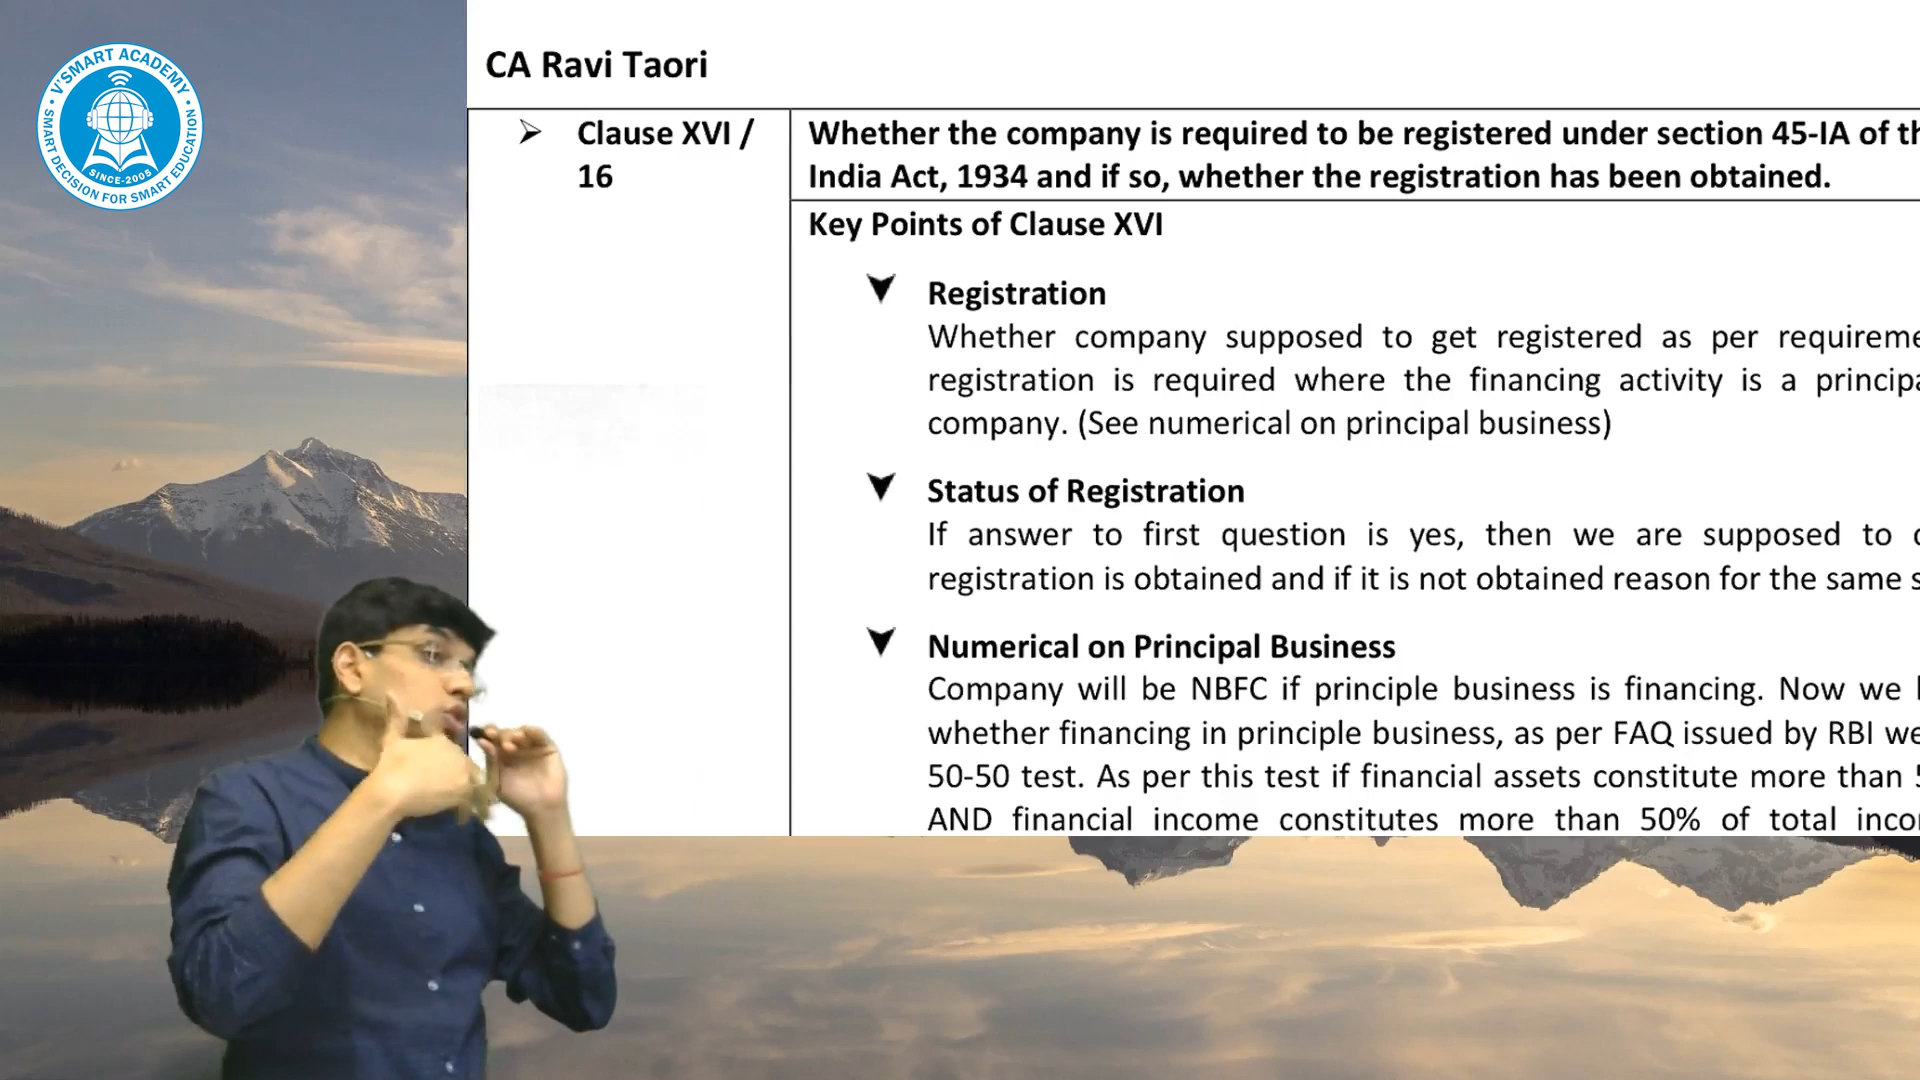 V'SMART ACADEMY
SMART DECISION FOR SMART EDUCATION
SINCE-2005
CA Ravi Taori
➢ Clause XVI /
16
Whether the company is required to be registered under section 45-IA of th
India Act, 1934 and if so, whether the registration has been obtained.
Key Points of Clause XVI
Registration
Whether company supposed to get registered as per requireme
registration is required where the financing activity is a principa
company. (See numerical on principal business)
Status of Registration
If answer to first question is yes, then we are supposed to
registration is obtained and if it is not obtained reason for the same s
Numerical on Principal Business
Company will be NBFC if principle business is financing. Now we
whether financing in principle business, as per FAQ issued by RBI we
50-50 test. As per this test if financial assets constitute more than
AND financial income constitutes more than 50% of total incor